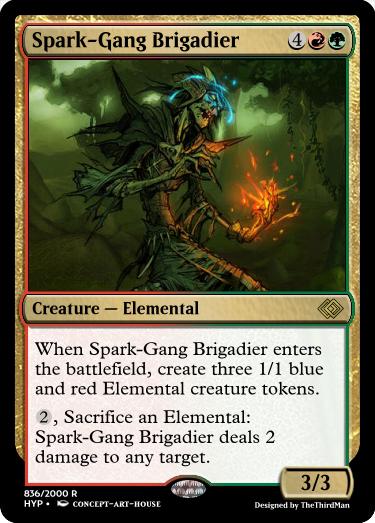 Spark-Gang Brigadier 4
Creature — Elemental
When Spark-Gang Brigadier enters
the battlefield, create three 1/1 blue
and red Elemental creature tokens.
2, Sacrifice an Elemental:
Spark-Gang Brigadier deals 2
damage to any target.
3/3
836/2000 R
HYP • CONCEPT-ART-HOUSE
Designed by TheThirdMan